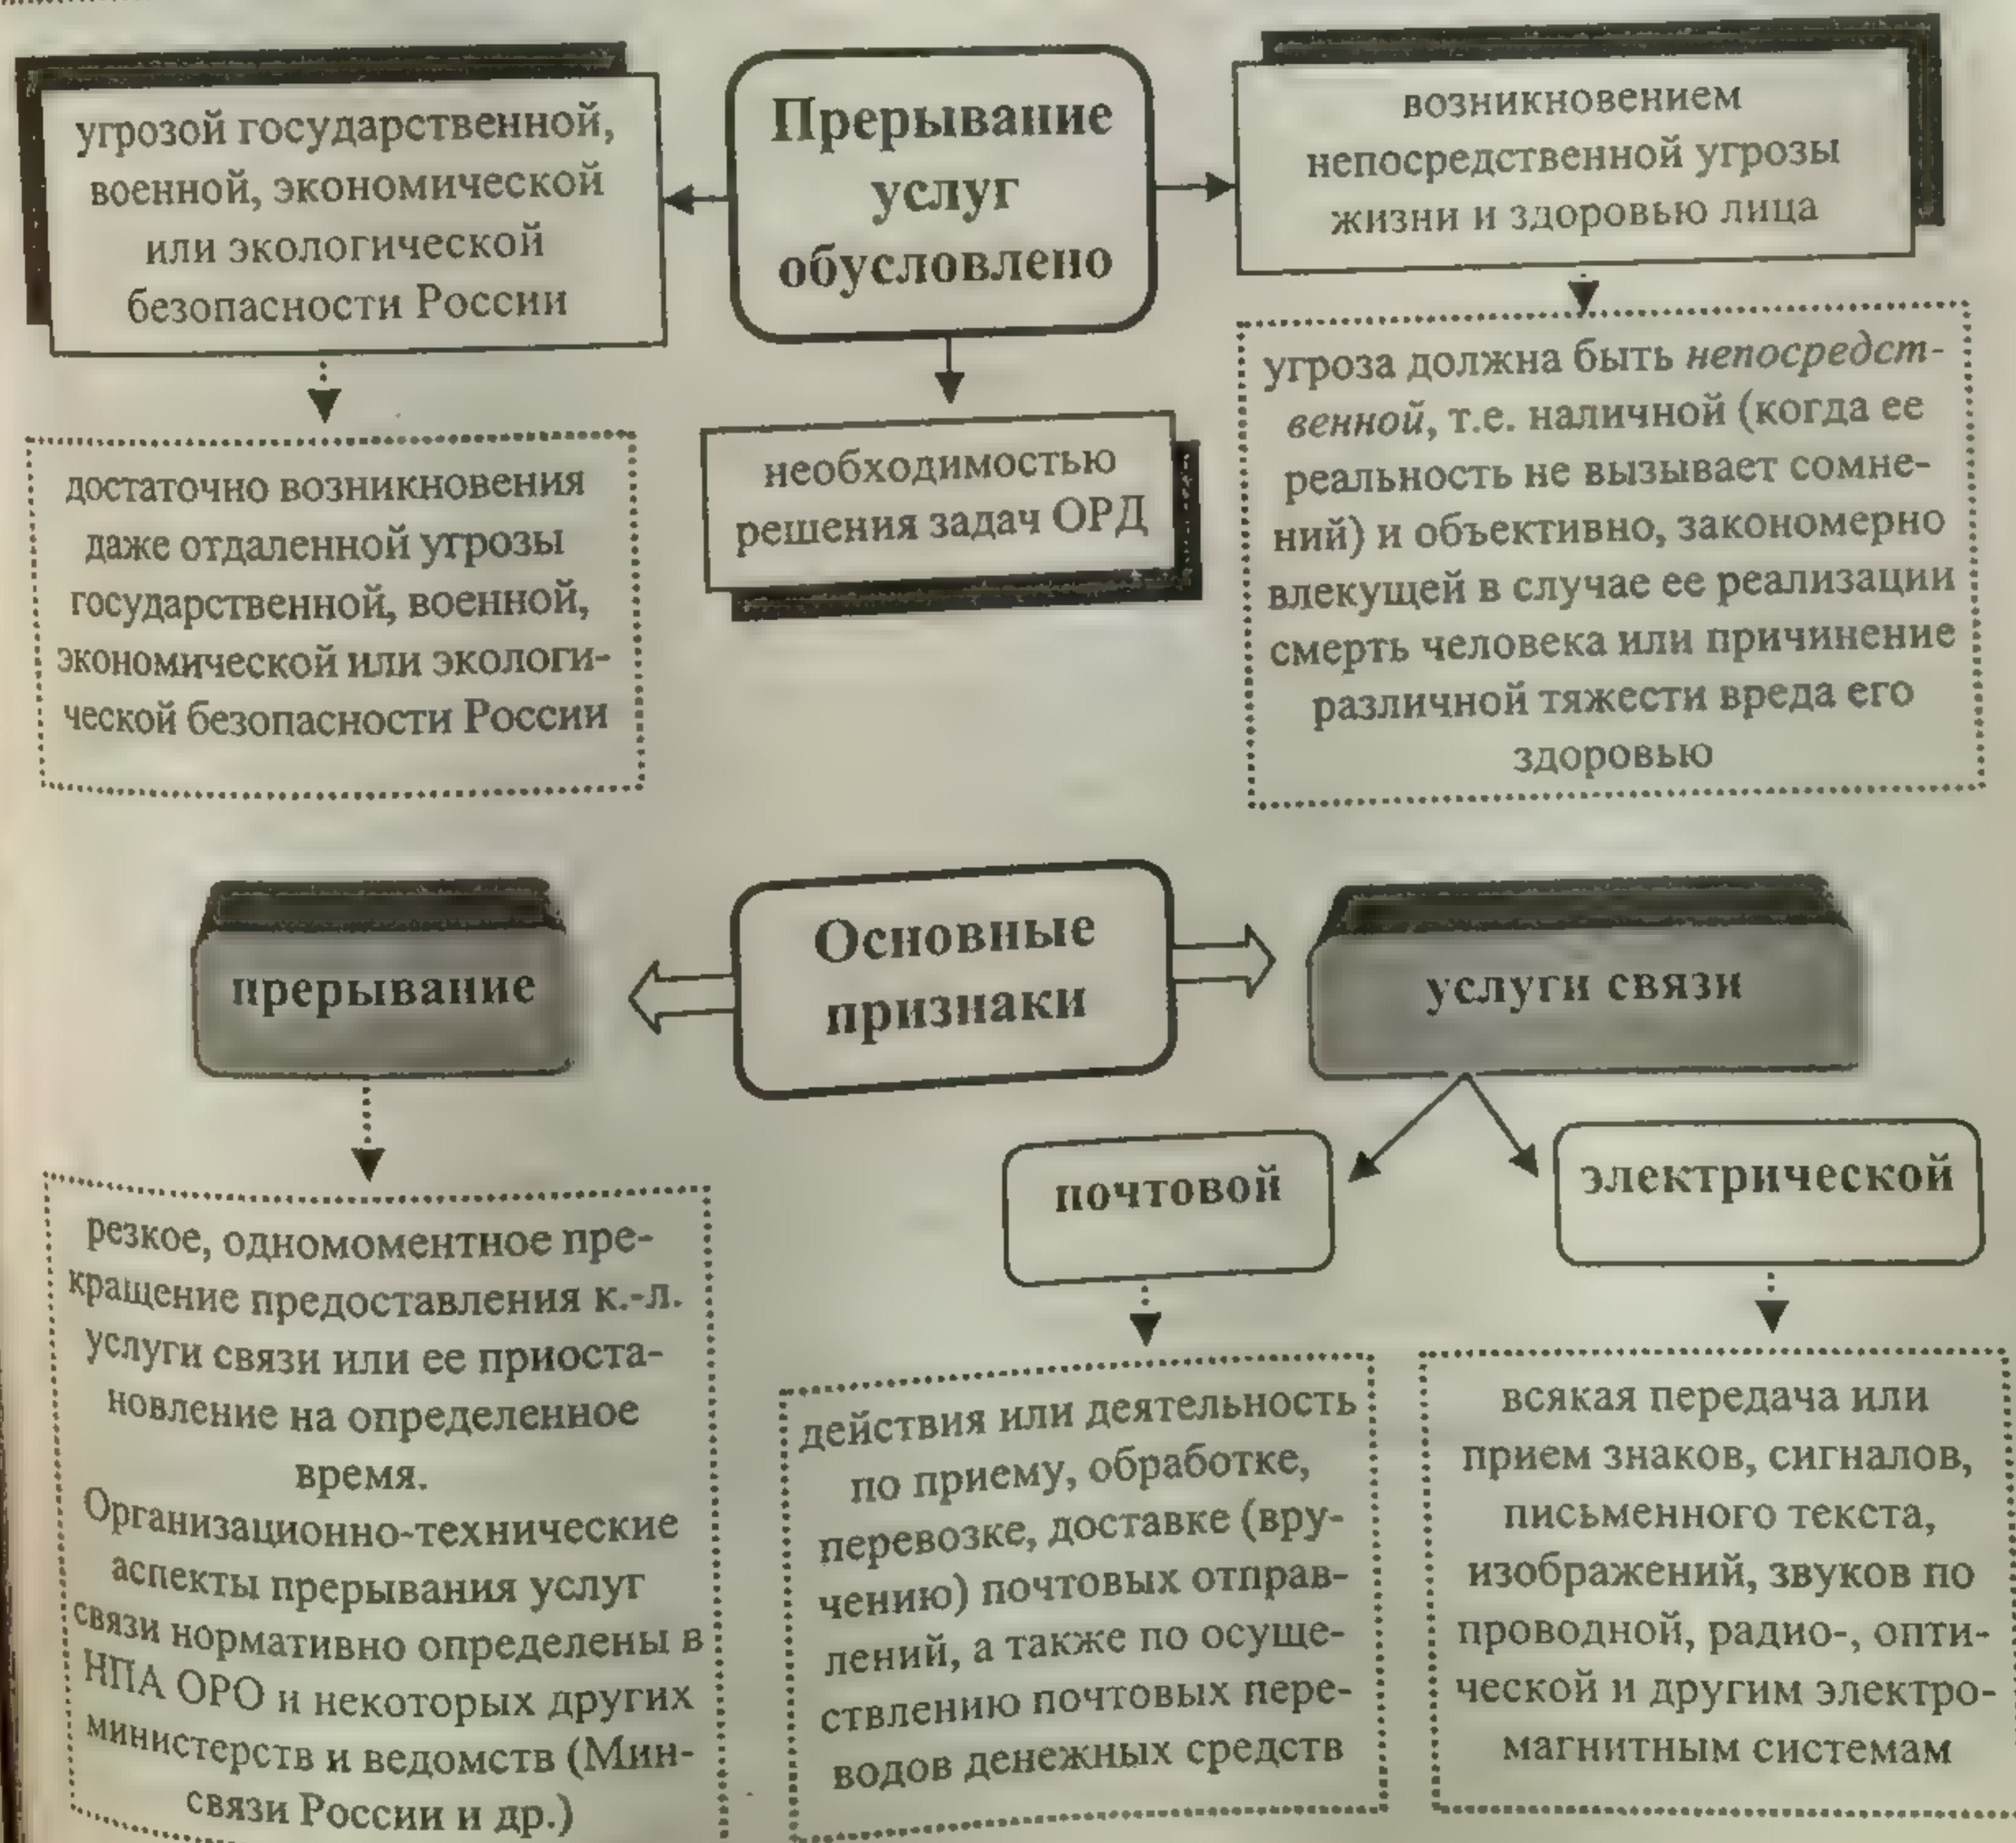 угрозой государственной,
военной, экономической
или экологической
безопасности России
Прерывание
услуг
обусловлено
возникновением
непосредственной угрозы
жизни и здоровью лица
достаточно возникновения
даже отдаленной угрозы
государственной, военной,
экономической или экологи-
ческой безопасности России
необходимостью
решения задач ОРД
угроза должна быть непосредст-
венной, т.е. наличной (когда ее
реальность не вызывает сомне-
ний) и объективно, закономерно
влекущей в случае ее реализации
смерть человека или причинение
различной тяжести вреда его
здоровью
прерывание
Основные
признаки
услуги связи
почтовой
электрической
резкое, одномоментное пре-
кращение предоставления к.-л.
услуги связи или ее приоста-
новление на определенное
время.
Организационно-технические
аспекты прерывания услуг
связи нормативно определены в
НПА ОРО и некоторых других
министерств и ведомств (Мин-
связи России и др.)
действия или деятельность
по приему, обработке,
перевозке, доставке (вру-
чению) почтовых отправ-
лений, а также по осуще-
ствлению почтовых пере-
водов денежных средств
всякая передача или
прием знаков, сигналов,
письменного текста,
изображений, звуков по
проводной, радио-, опти-
ческой и другим электро-
магнитным системам